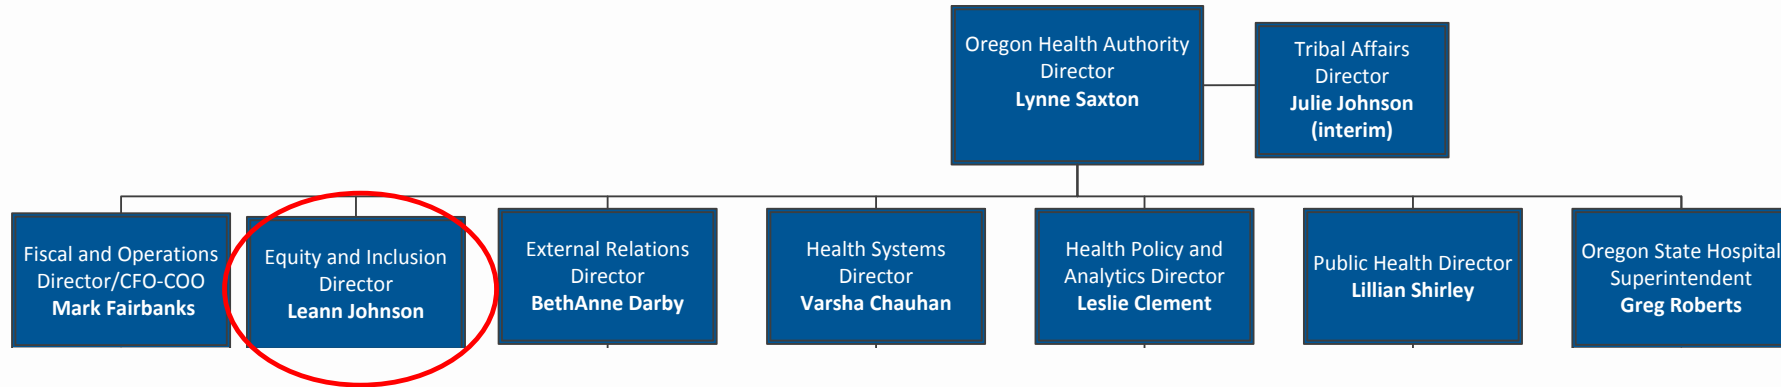 Oregon Health Authority
Director
Lynne Saxton
Tribal Affairs
Director
Julie Johnson
(interim)
Fiscal and Operations
Director/CFO-COO
Mark Fairbanks
Equity and Inclusion
Director
Leann Johnson
External Relations
Director
BethAnne Darby
Health Systems
Director
Varsha Chauhan
Health Policy and
Analytics Director
Leslie Clement
Public Health Director
Lillian Shirley
Oregon State Hospital
Superintendent
Greg Roberts